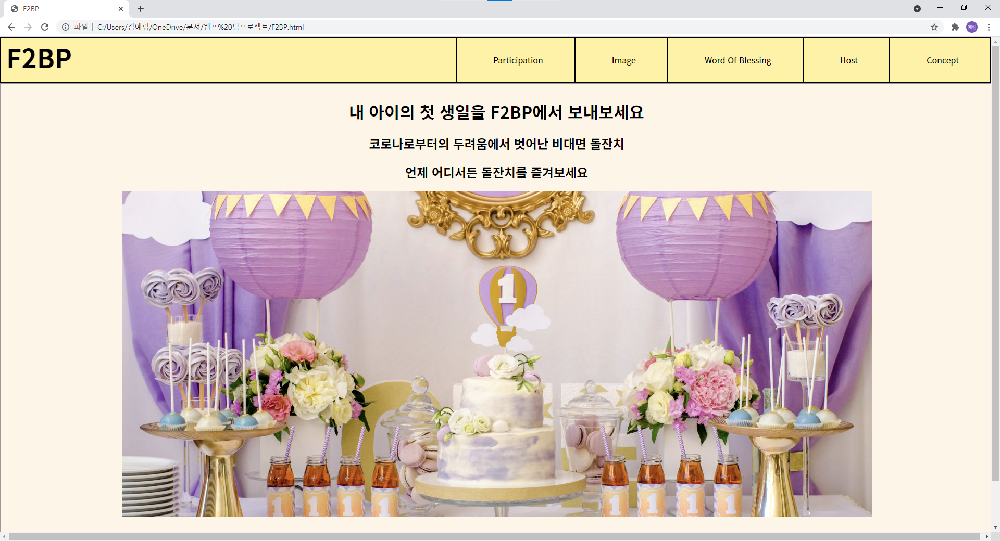 F2BP
파일 C:/Users/김예림/OneDrive/문서/웹프%20텀프로젝트/F2BP.html
예림
F2BP
Participation
Image
Word Of Blessing
Host
Concept
내 아이의 첫 생일을 F2BP에서 보내보세요
코로나로부터의 두려움에서 벗어난 비대면 돌잔치
언제 어디서든 돌잔치를 즐겨보세요
1
1 1 1 1 1 1 1 1